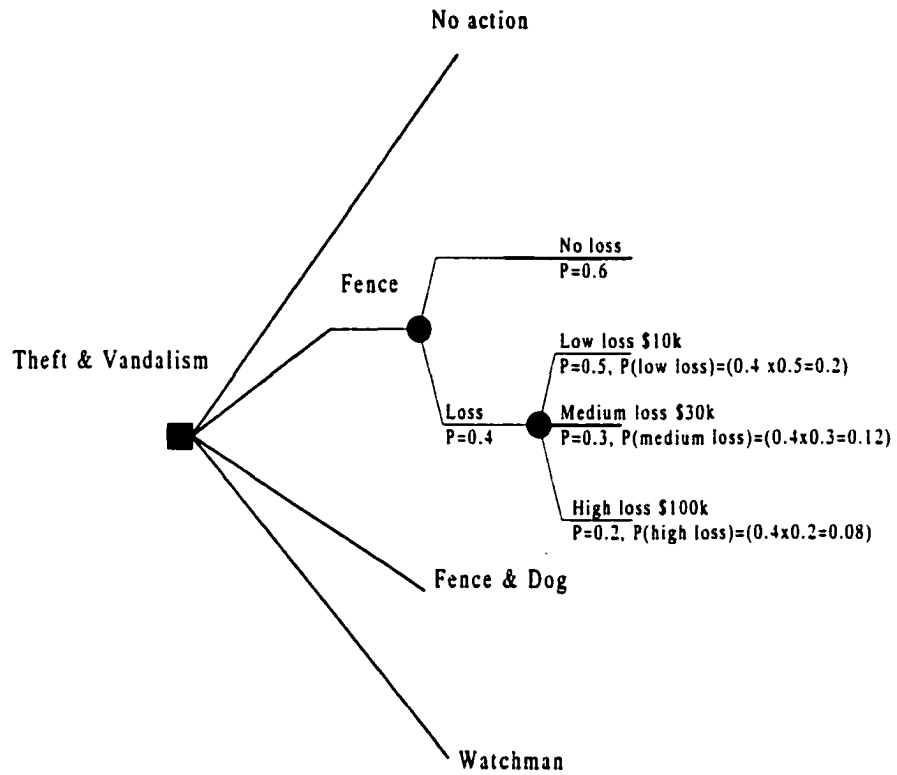 No action
No loss
P=0.6
Fence
Theft & Vandalism
Low loss $10k
P=0.5, P(low loss)=(0.4 x0.5=0.2)
Loss
P=0.4
Medium loss $30k
P=0.3, P(medium loss)=(0.4x0.3=0.12)
High loss $100k
P=0.2, P(high loss)=(0.4x0.2=0.08)
Fence & Dog
Watchman